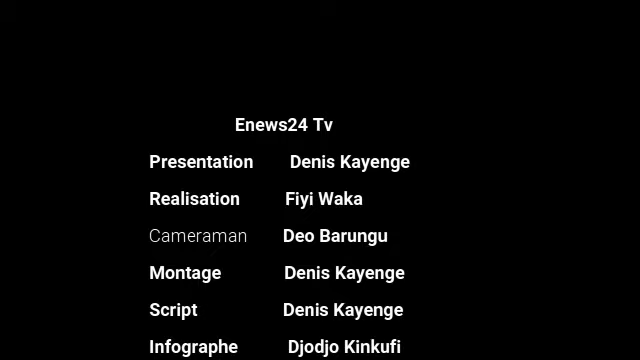 Enews24 Tv
Presentation Denis Kayenge
Realisation Fiyi Waka
Cameraman Deo Barungu
Montage Denis Kayenge
Script Denis Kayenge
Infographe Djodjo Kinkufi